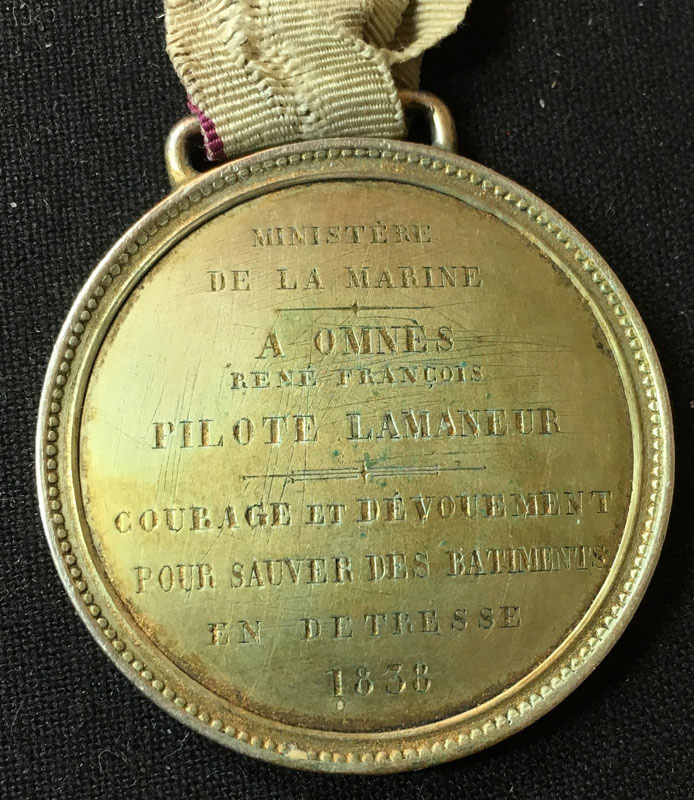 MINISTÈRE
DE LA MARINE
A OMNÈS
RENÉ FRANÇOIS
PILOTE LAMANEUR
COURAGE ET DÉVOUEMENT
POUR SAUVER DES BATIMENTS
EN DETRESSE
1838